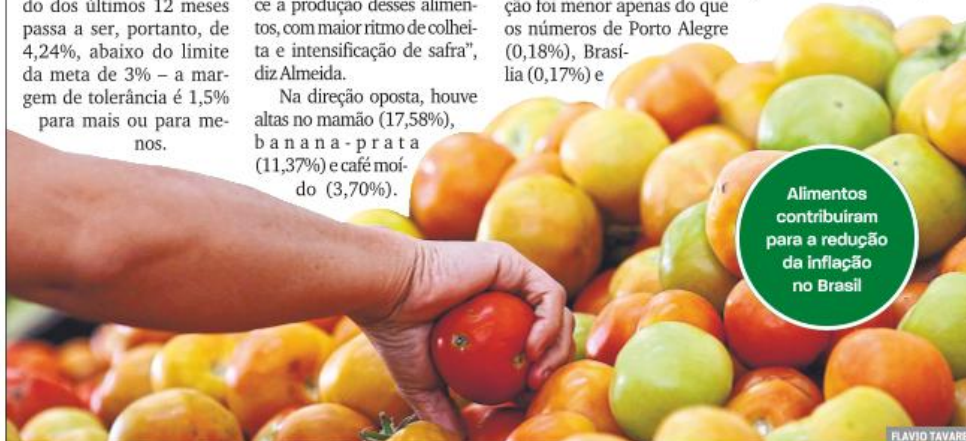 do dos últimos 12 meses
passa a ser, portanto, de
4,24%, abaixo do limite
da meta de 3% – a mar-
gem de tolerância é 1,5%
para mais ou para me-
nos.
ce a produção desses alimen-
tos, com maior ritmo de colhei-
ta e intensificação de safra”,
diz Almeida.
Na direção oposta, houve
altas no mamão (17,58%),
banana-prata
(11,37%) e café moí-
do (3,70%).
ção foi menor apenas do que
os números de Porto Alegre
(0,18%), Brasí-
lia (0,17%) e
Alimentos
contribuíram
para a redução
da inflação
no Brasil